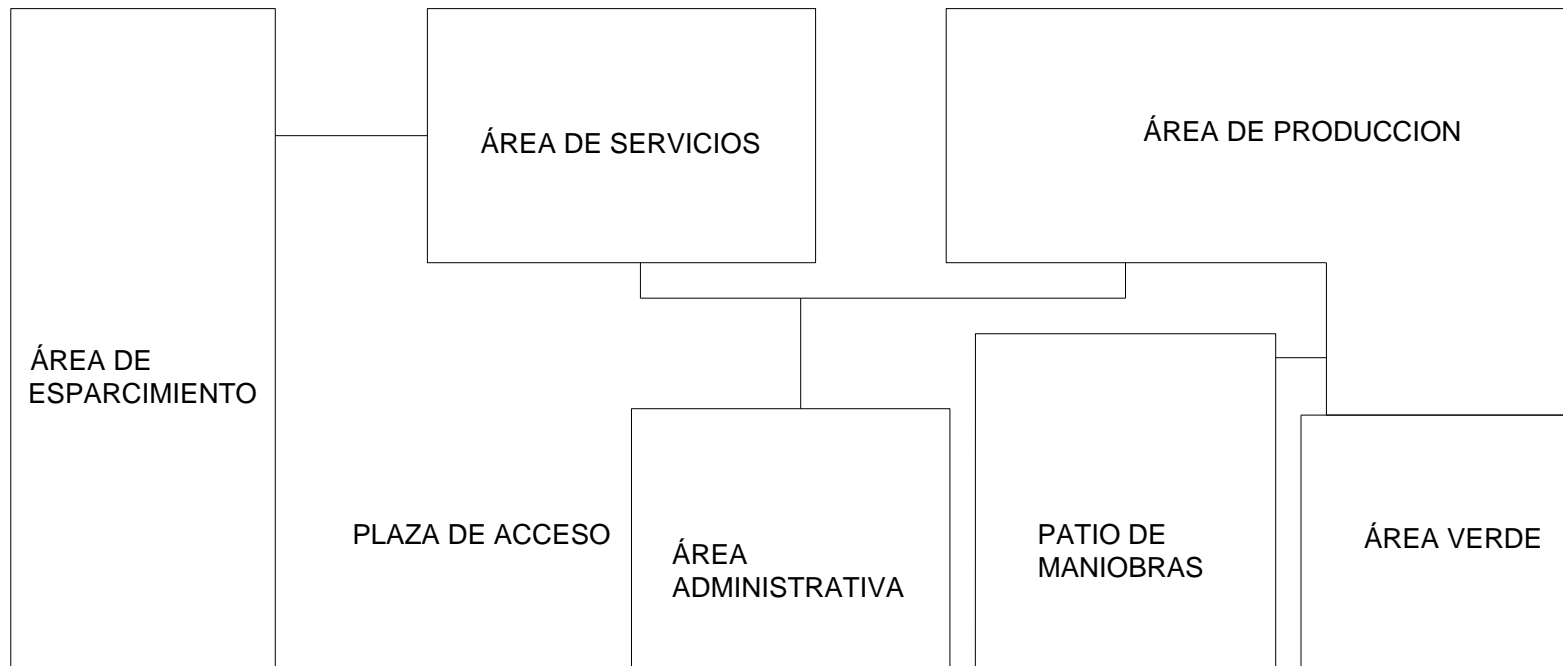 ÁREA DE SERVICIOS
ÁREA DE PRODUCCION
ÁREA DE
ESPARCIMIENTO
PLAZA DE ACCESO
ÁREA
ADMINISTRATIVA
PATIO DE
MANIOBRAS
ÁREA VERDE